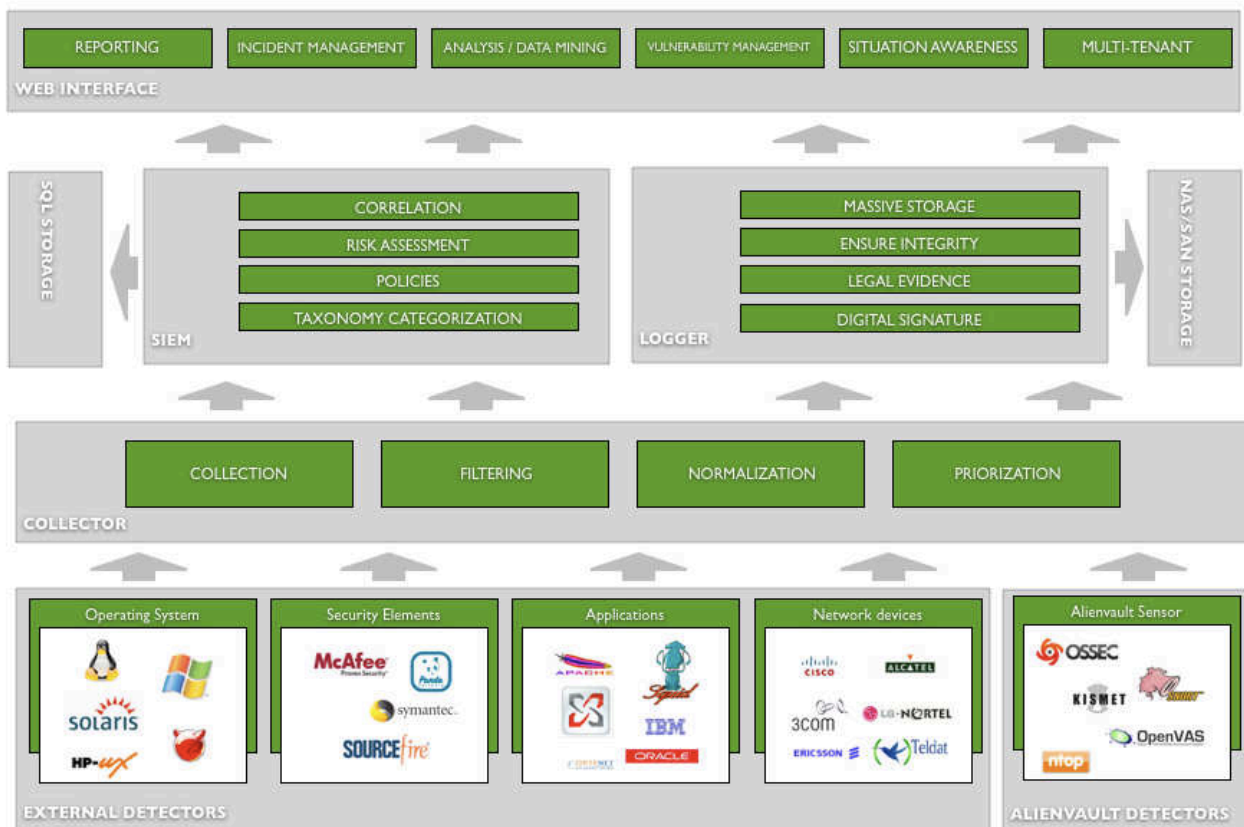 REPORTING
INCIDENT MANAGEMENT
ANALYSIS / DATA MINING
VULNERABILITY MANAGEMENT
SITUATION AWARENESS
MULTI-TENANT
WEB INTERFACE
SQL STORAGE
CORRELATION
RISK ASSESSMENT
POLICIES
TAXONOMY CATEGORIZATION
SIEM
MASSIVE STORAGE
ENSURE INTEGRITY
LEGAL EVIDENCE
DIGITAL SIGNATURE
LOGGER
NAS/SAN STORAGE
COLLECTION
FILTERING
NORMALIZATION
PRIORIZATION
COLLECTOR
Operating System
solaris
HP-UX
Security Elements
McAfee
Proven Security
Panda
symantec.
SOURCEfire
Applications
APACHE
Squid
IBM
ORACLE
Network devices
CISCO
ALCATEL
3COM
LG-NORTEL
ERICSSON
Teldat
EXTERNAL DETECTORS
Alienvault Sensor
OSSEC
KISMET
SNORT
OpenVAS
ntop
ALIENVAULT DETECTORS